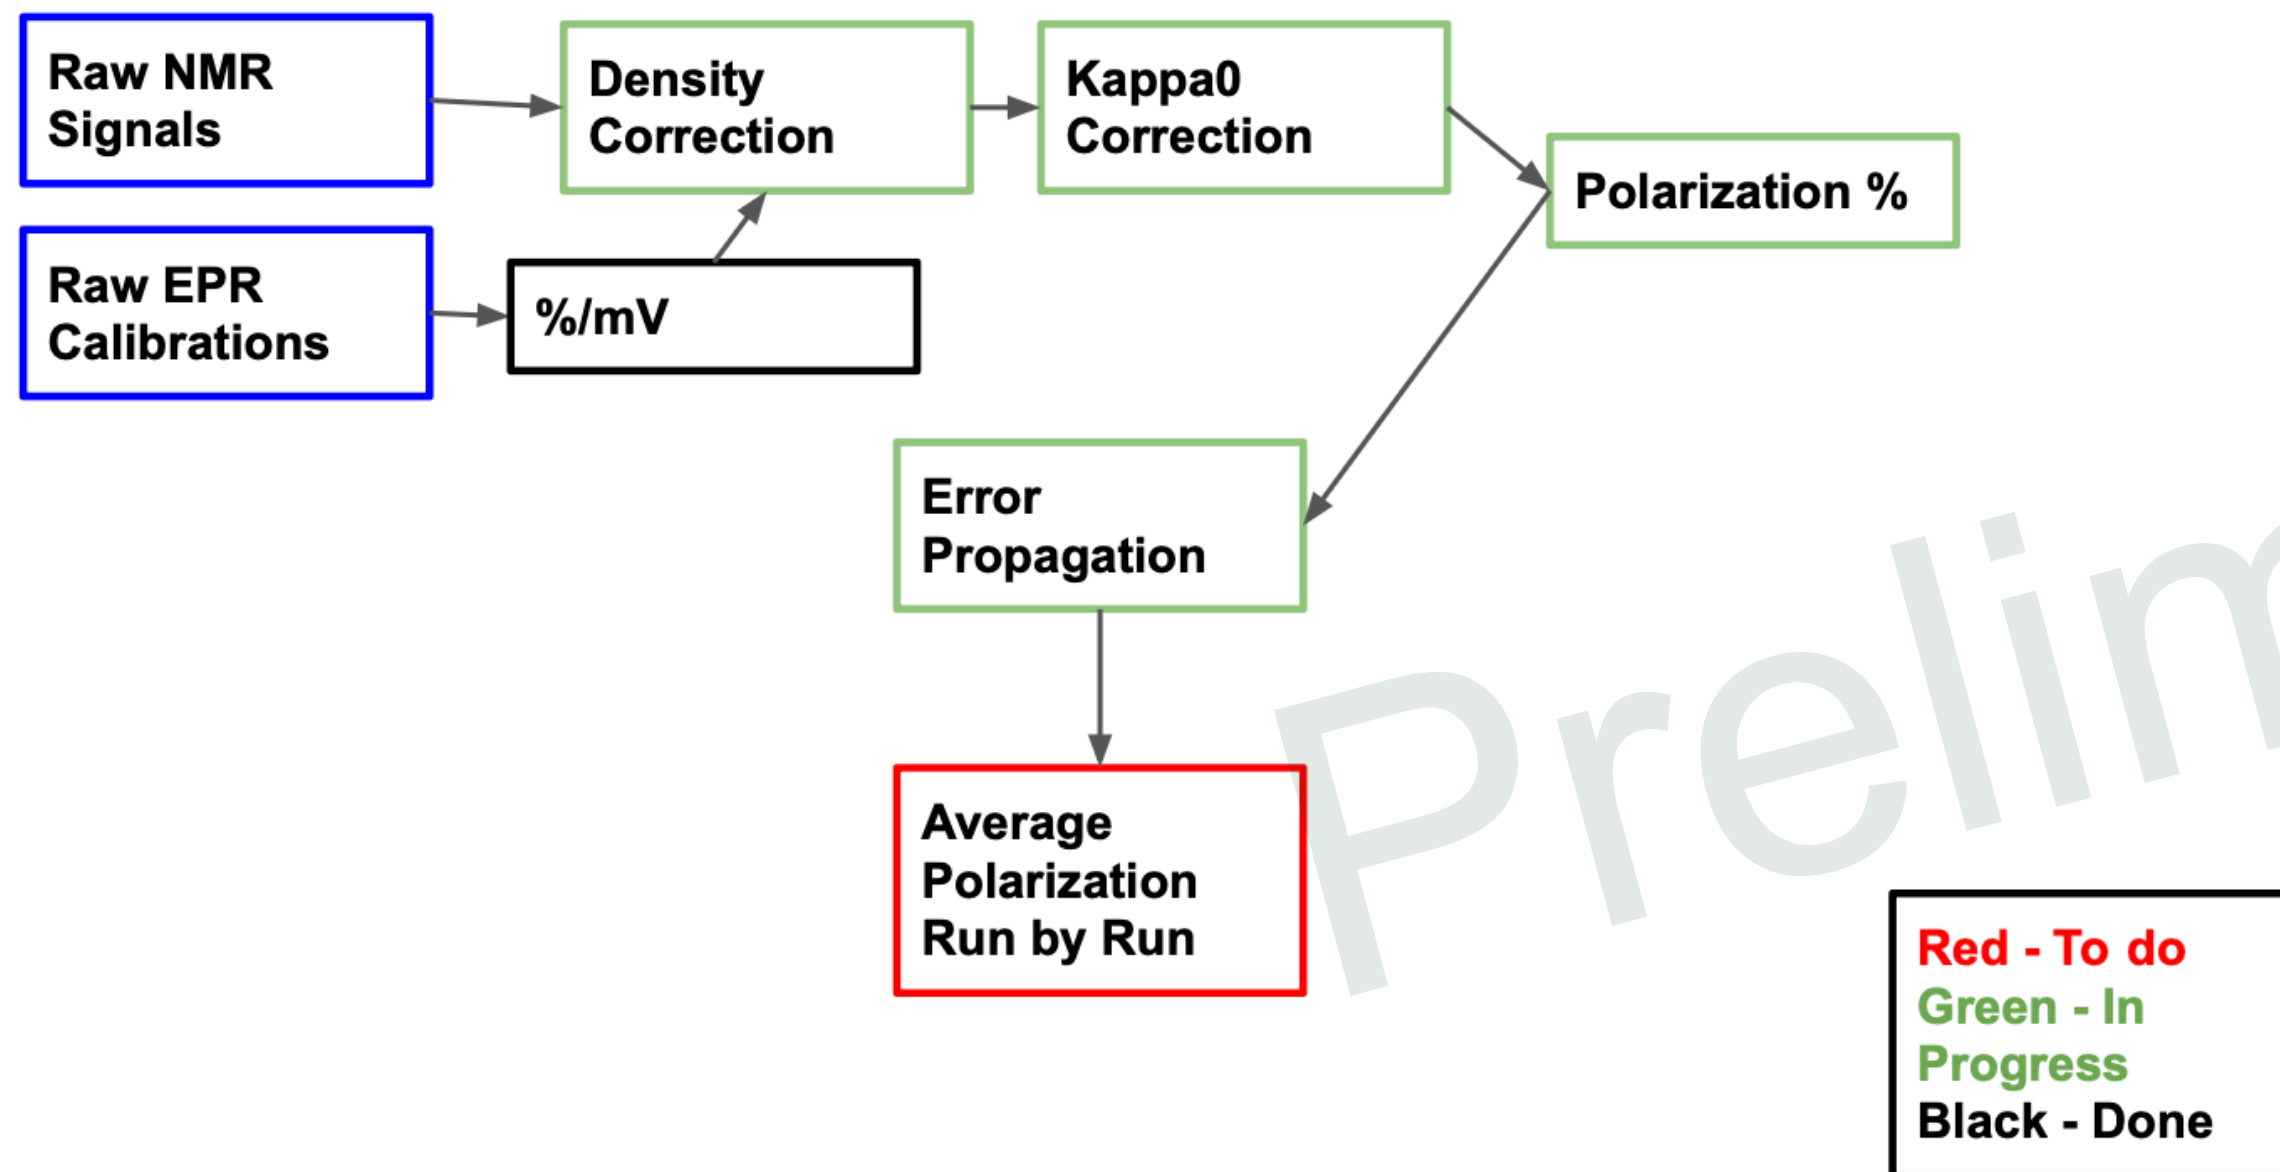 Raw NMR
Signals
Density
Correction
Kappa0
Correction
Polarization %
Raw EPR
Calibrations
%/mV
Error
Propagation
Average
Polarization
Run by Run
Prelim
Red - To do
Green - In
Progress
Black - Done